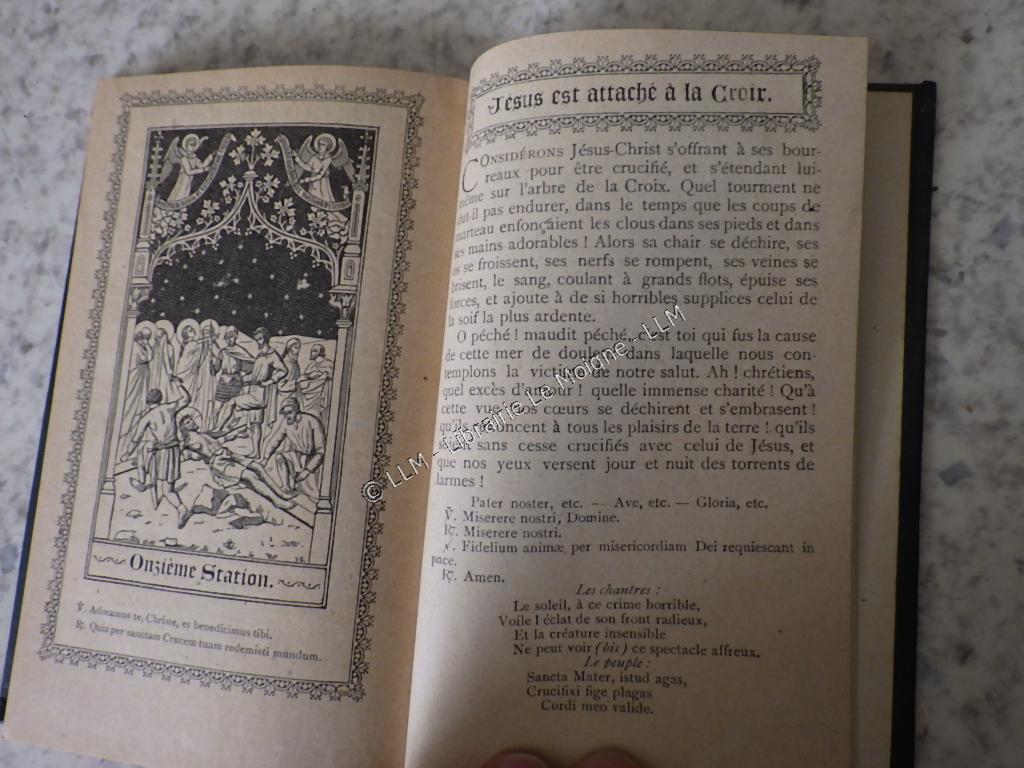 Onzième Station.
℣. Adoramus te, Christe, et benedicimus tibi.
℟. Quia per sanctam Crucem tuam redemisti mundum.
Jésus est attaché à la Croix.
CONSIDÉRONS Jésus-Christ s'offrant à ses bour-
reaux pour être crucifié, et s'étendant lui-
même sur l'arbre de la Croix. Quel tourment ne
dut-il pas endurer, dans le temps que les coups de
marteau enfonçaient les clous dans ses pieds et dans
ses mains adorables ! Alors sa chair se déchire, ses
os se froissent, ses nerfs se rompent, ses veines se
brisent, le sang, coulant à grands flots, épuise ses
forces, et ajoute à de si horribles supplices celui de
la soif la plus ardente.
O péché ! maudit péché, c'est toi qui fus la cause
de cette mer de douleurs dans laquelle nous con-
templons la victime de notre salut. Ah ! chrétiens,
quel excès d'amour ! quelle immense charité ! Qu'à
cette vue nos cœurs se déchirent et s'embrasent !
qu'ils renoncent à tous les plaisirs de la terre ! qu'ils
soient sans cesse crucifiés avec celui de Jésus, et
que nos yeux versent jour et nuit des torrents de
larmes !
Pater noster, etc. — Ave, etc. — Gloria, etc.
℣. Miserere nostri, Domine.
℟. Miserere nostri.
℣. Fidelium animæ per misericordiam Dei requiescant in
pace.
℟. Amen.
Les chantres :
Le soleil, à ce crime horrible,
Voile l'éclat de son front radieux,
Et la créature insensible
Ne peut voir (bis) ce spectacle affreux.
Le peuple :
Sancta Mater, istud agas,
Crucifixi fige plagas
Cordi meo valide.
© LLM - Librairie Le Moigne - LLM